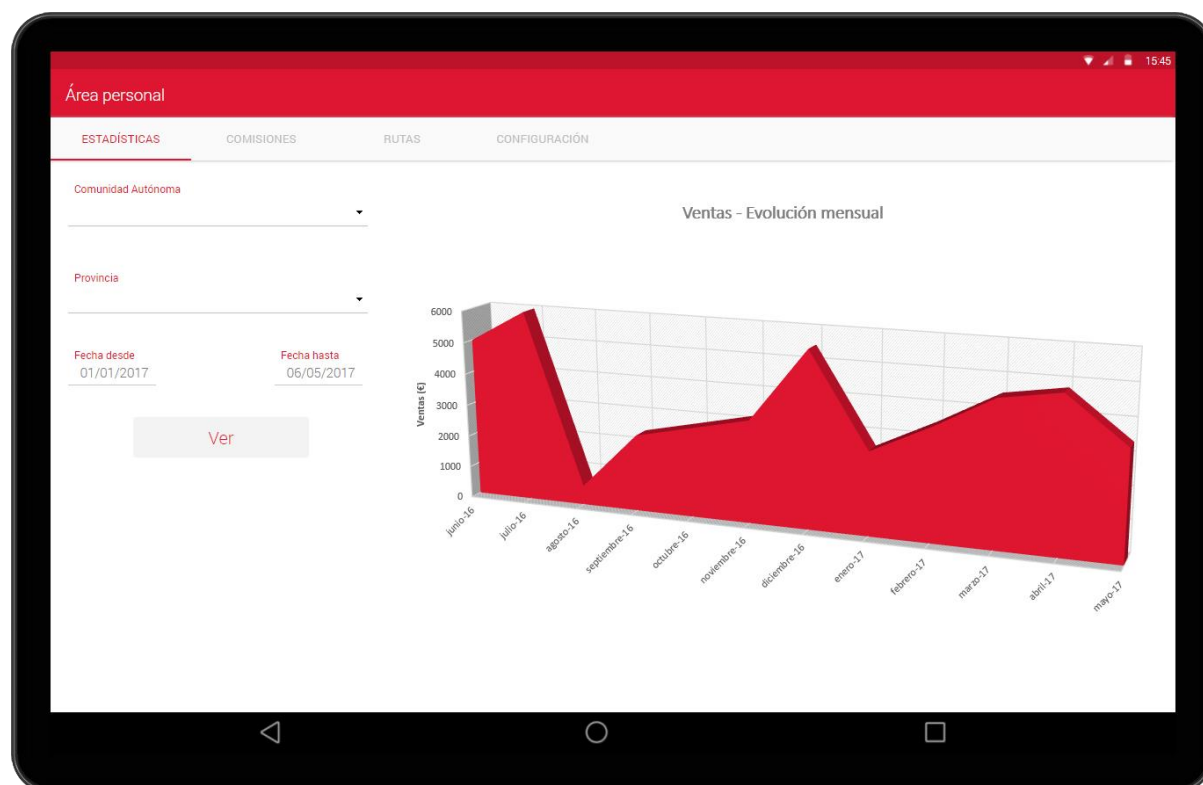 15:45
Área personal
ESTADÍSTICAS COMISIONES RUTAS CONFIGURACIÓN
Comunidad Autónoma
Provincia
Fecha desde Fecha hasta
01/01/2017 06/05/2017
Ver
Ventas - Evolución mensual
Ventas (€)
6000
5000
4000
3000
2000
1000
0
junio-16
julio-16
agosto-16
septiembre-16
octubre-16
noviembre-16
diciembre-16
enero-17
febrero-17
marzo-17
abril-17
mayo-17